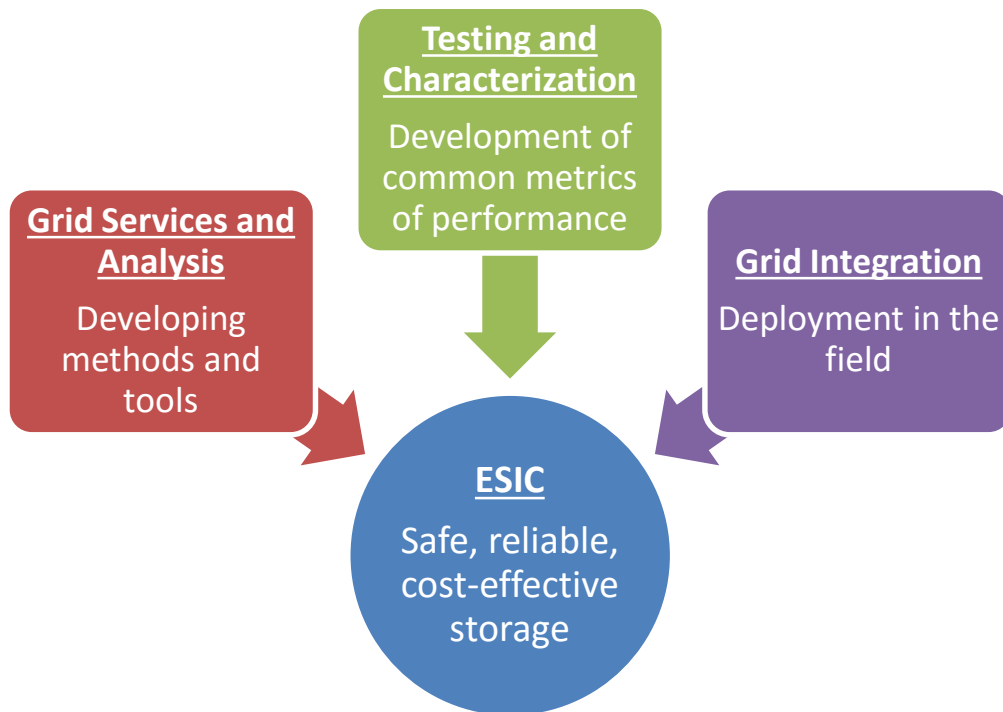 Testing and
Characterization
Development of
common metrics
of performance
Grid Services and
Analysis
Developing
methods and
tools
Grid Integration
Deployment in the
field
ESIC
Safe, reliable,
cost-effective
storage